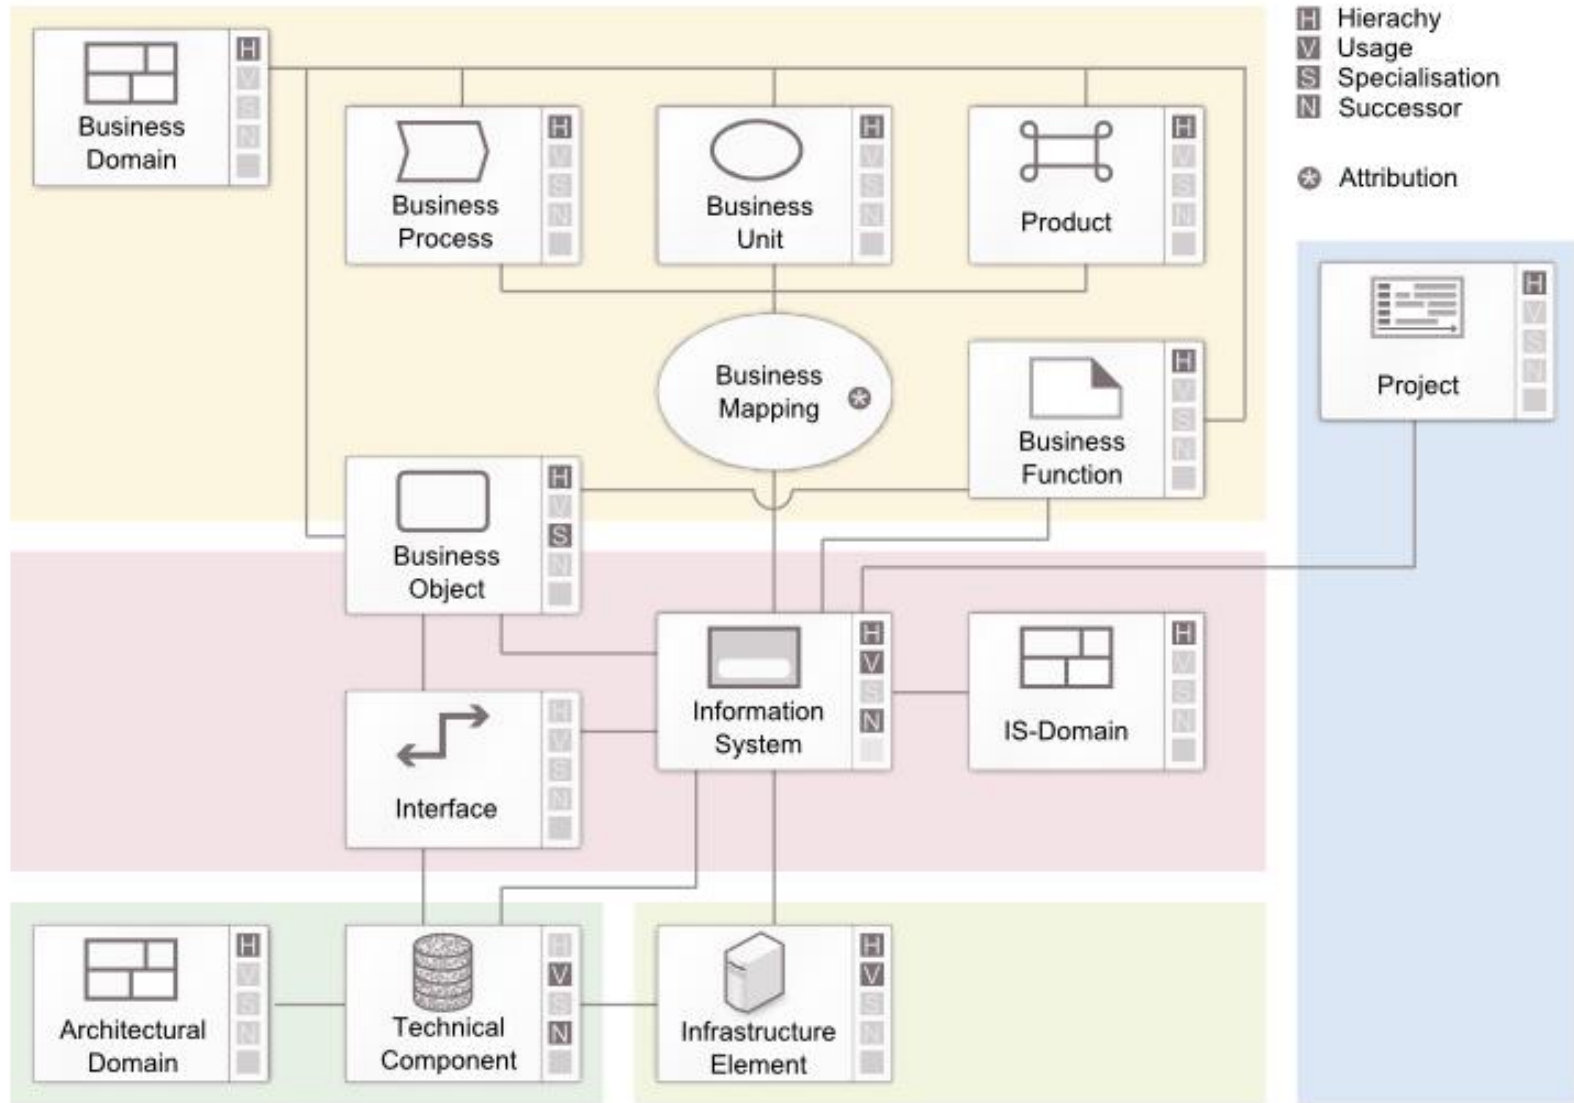 H Hierachy
V Usage
S Specialisation
N Successor
Attribution
Business
Domain
H
V
S
N
Business
Process
H
V
S
N
Business
Unit
H
V
S
N
Product
H
V
S
N
Project
H
V
S
N
Business
Mapping
Business
Function
H
V
S
N
Business
Object
H
V
S
N
Information
System
H
V
S
N
IS-Domain
H
V
S
N
Interface
H
V
S
N
Architectural
Domain
H
V
S
N
Technical
Component
H
V
S
N
Infrastructure
Element
H
V
S
N